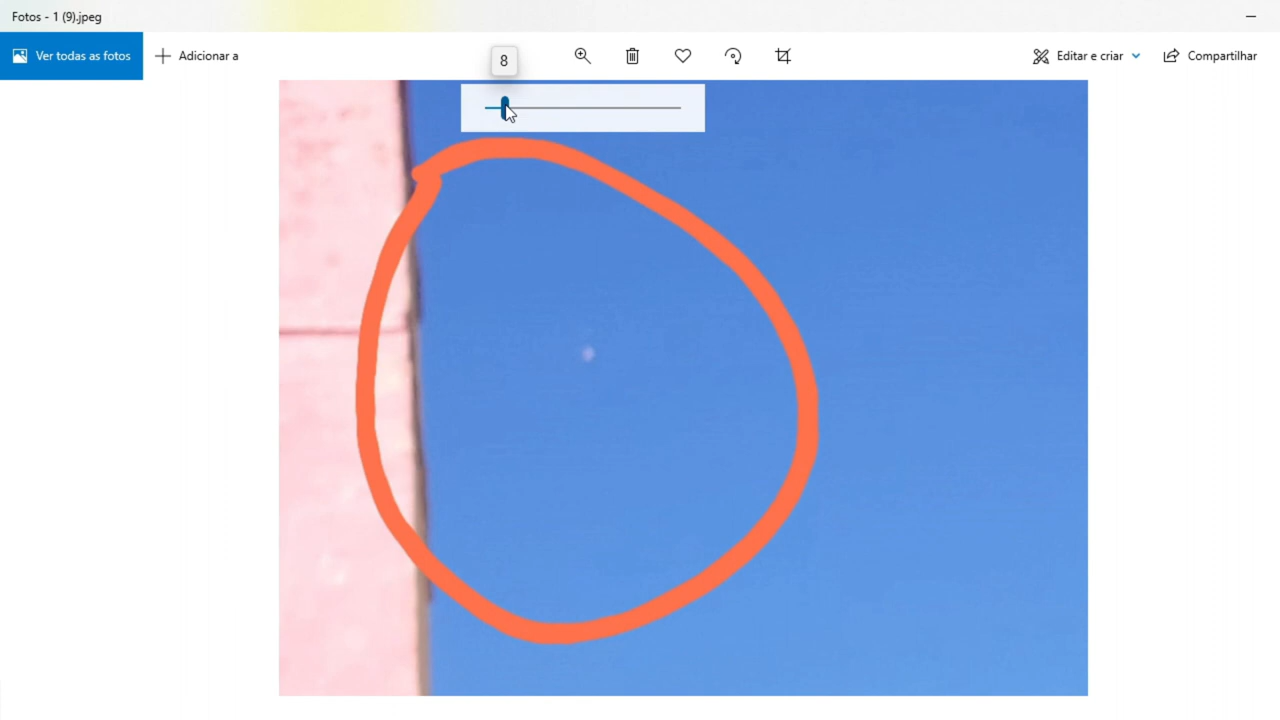 Fotos - 1 (9).jpeg
Ver todas as fotos
Adicionar a
8
Editar e criar
Compartilhar